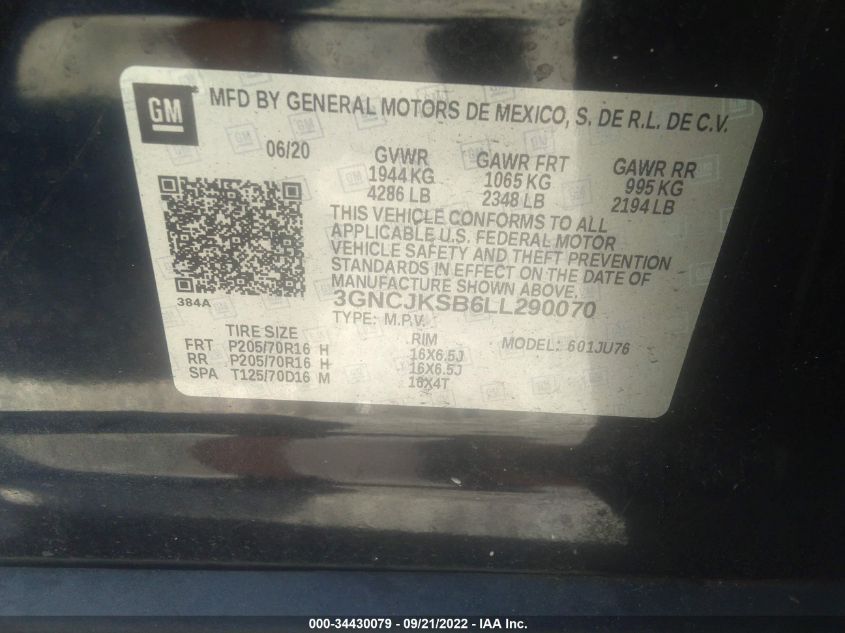 GM
MFD BY GENERAL MOTORS DE MEXICO, S. DE R.L. DE C.V.
06/20 GVWR GAWR FRT GAWR RR
1944 KG 1065 KG 995 KG
4286 LB 2348 LB 2194 LB
THIS VEHICLE CONFORMS TO ALL
APPLICABLE U.S. FEDERAL MOTOR
VEHICLE SAFETY AND THEFT PREVENTION
STANDARDS IN EFFECT ON THE DATE OF
MANUFACTURE SHOWN ABOVE.
384A
3GNCJKSB6LL290070
TYPE: M.P.V.
TIRE SIZE RIM MODEL: 601JU76
FRT P205/70R16 H 16X6.5J
RR P205/70R16 H 16X6.5J
SPA T125/70D16 M 16X4T
000-34430079 - 09/21/2022 - IAA Inc.